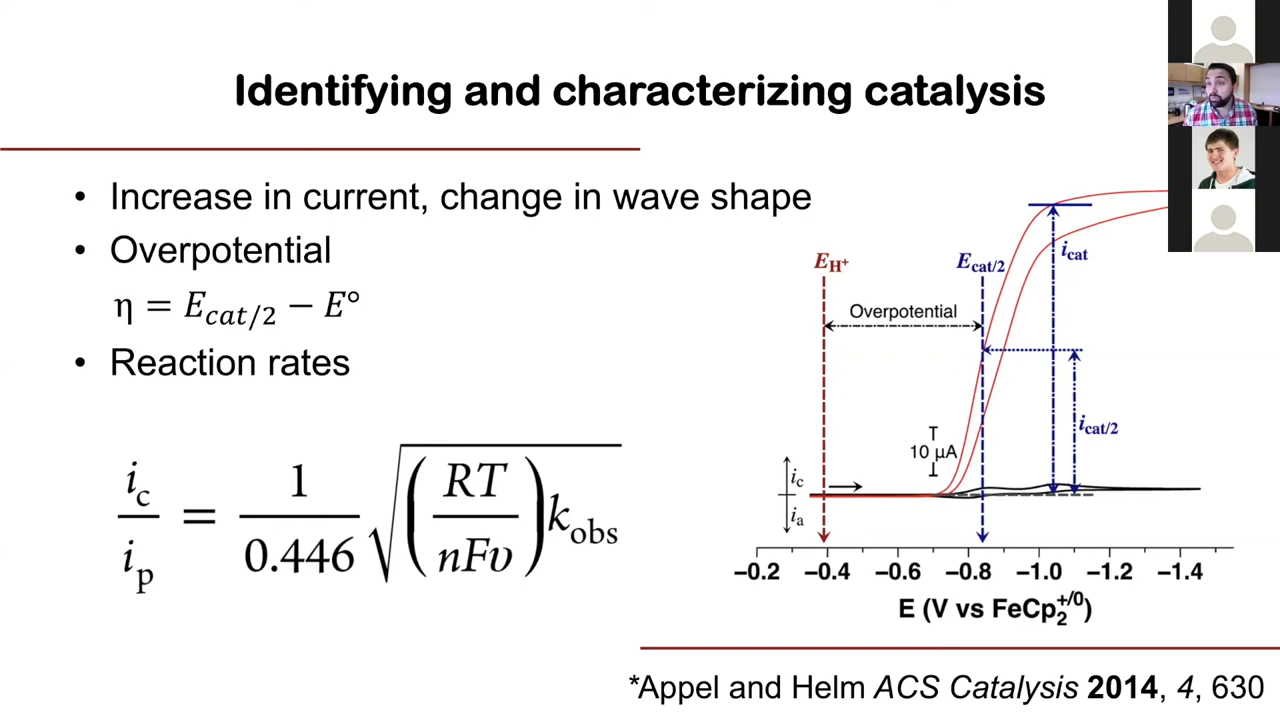 Identifying and characterizing catalysis
• Increase in current, change in wave shape
• Overpotential
η = E_cat/2 − E°
• Reaction rates
i_c / i_p = 1 / 0.446 √( (RT / nFυ) k_obs )
E_H⁺
E_cat/2
i_cat
Overpotential
i_cat/2
10 µA
i_c
i_a
−0.2 −0.4 −0.6 −0.8 −1.0 −1.2 −1.4
E (V vs FeCp₂⁺/⁰)
*Appel and Helm ACS Catalysis 2014, 4, 630